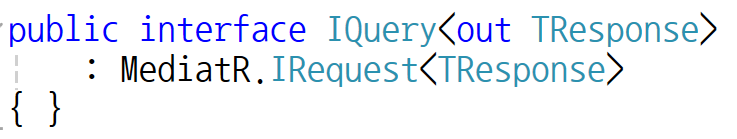 public interface IQuery<out TResponse>
    : MediatR.IRequest<TResponse>
{ }